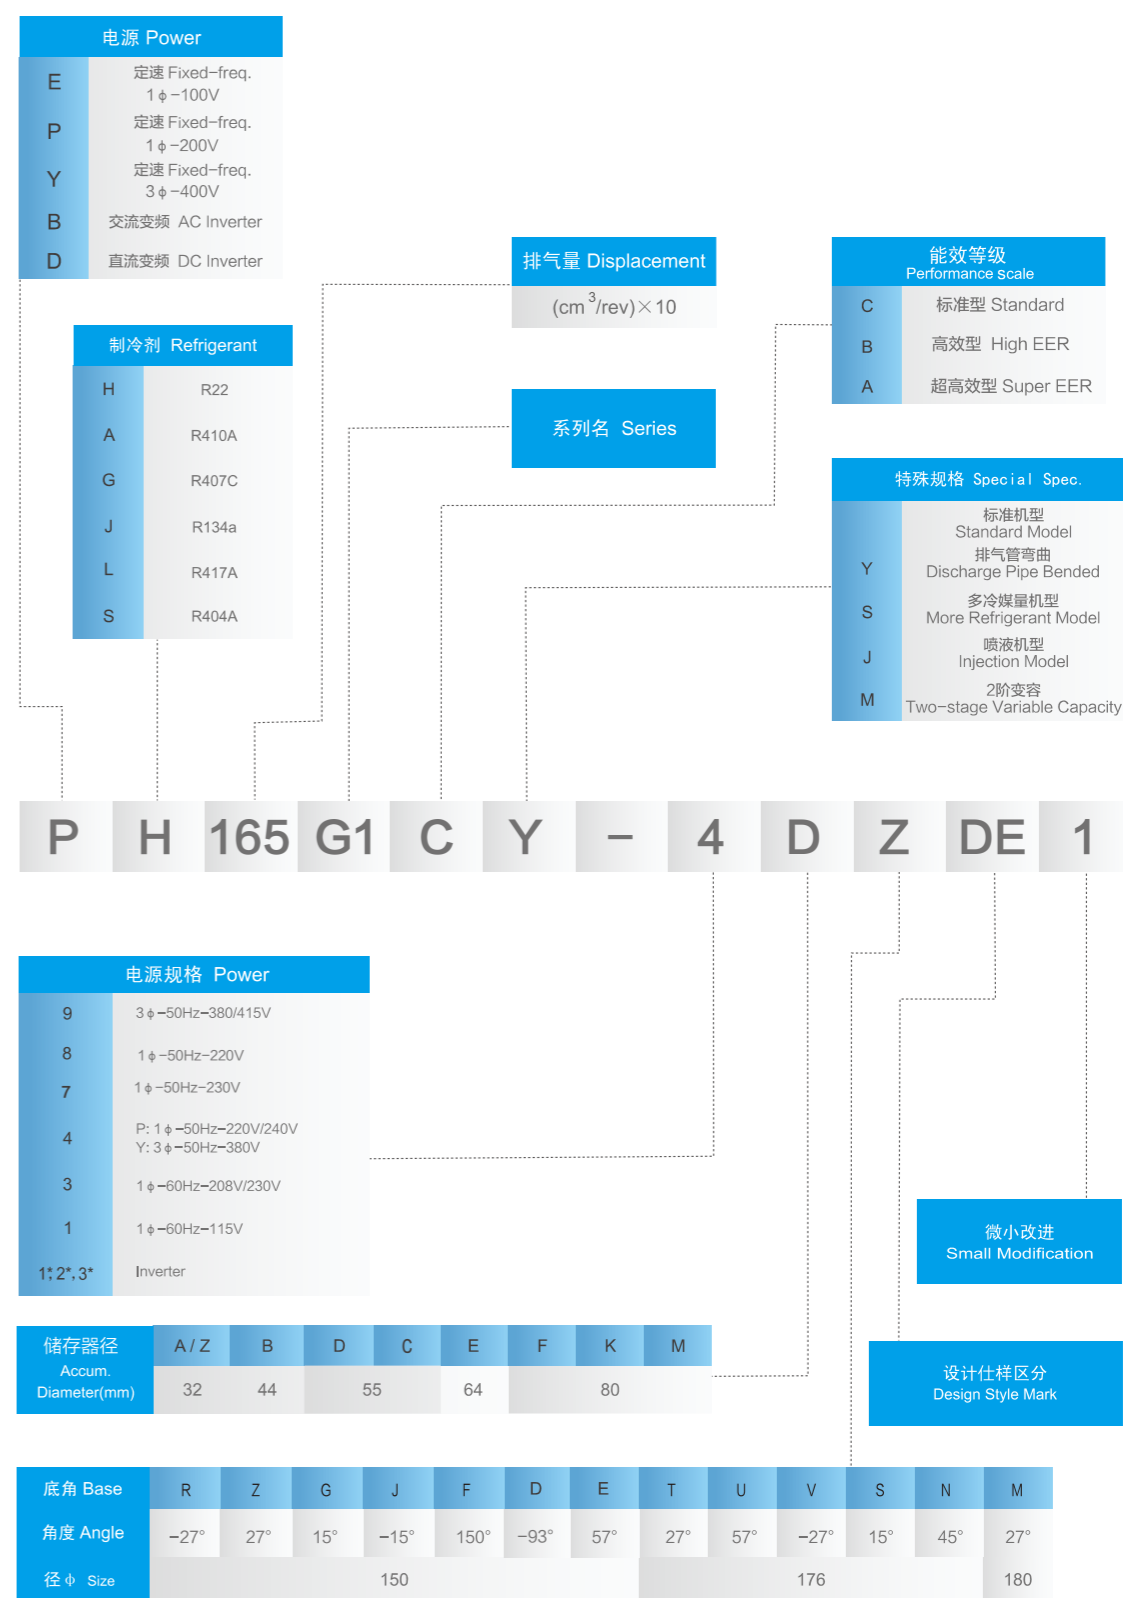 电源 Power
E 定速 Fixed-freq.
1φ-100V
P 定速 Fixed-freq.
1φ-200V
Y 定速 Fixed-freq.
3φ-400V
B 交流变频 AC Inverter
D 直流变频 DC Inverter
制冷剂 Refrigerant
H R22
A R410A
G R407C
J R134a
L R417A
S R404A
排气量 Displacement
(cm³/rev)×10
系列名 Series
能效等级
Performance scale
C 标准型 Standard
B 高效型 High EER
A 超高效型 Super EER
特殊规格 Special Spec.
标准机型
Standard Model
Y 排气管弯曲
Discharge Pipe Bended
S 多冷媒量机型
More Refrigerant Model
J 喷液机型
Injection Model
M 2阶变容
Two-stage Variable Capacity
P H 165 G1 C Y - 4 D Z DE 1
电源规格 Power
9 3φ-50Hz-380/415V
8 1φ-50Hz-220V
7 1φ-50Hz-230V
4 P: 1φ-50Hz-220V/240V
Y: 3φ-50Hz-380V
3 1φ-60Hz-208V/230V
1 1φ-60Hz-115V
1*, 2*, 3* Inverter
微小改进
Small Modification
设计仕样区分
Design Style Mark
储存器径 A/Z B D C E F K M
Accum.
Diameter(mm) 32 44 55 64 80
底角 Base R Z G J F D E T U V S N M
角度 Angle -27° 27° 15° -15° 150° -93° 57° 27° 57° -27° 15° 45° 27°
径φ Size 150 176 180